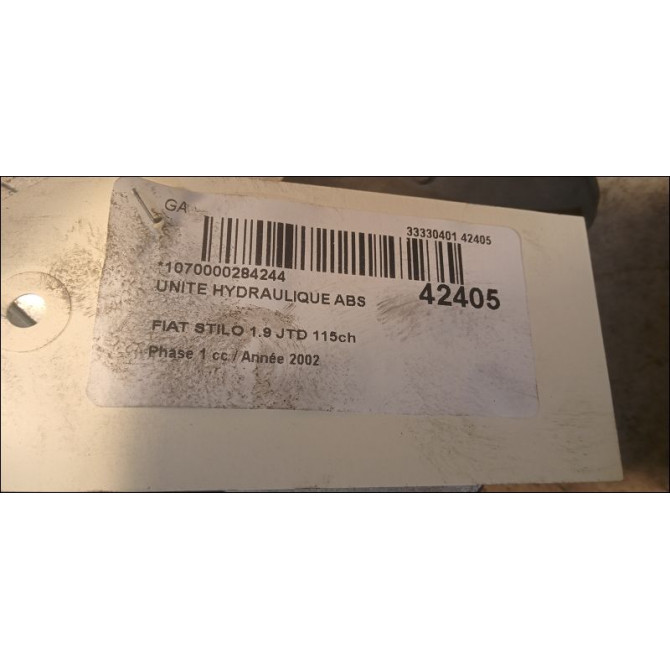 GA
33330401 42405
*1070000284244
UNITE HYDRAULIQUE ABS
42405
FIAT STILO 1.9 JTD 115ch
Phase 1 cc / Année 2002